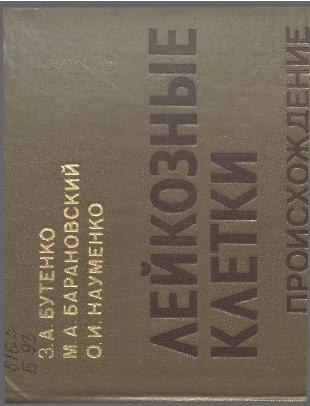 З. А. БУТЕНКО
М. А. БАРАНОВСКИЙ
О. И. НАУМЕНКО
ЛЕЙКОЗНЫЕ
КЛЕТКИ
ПРОИСХОЖДЕНИЕ